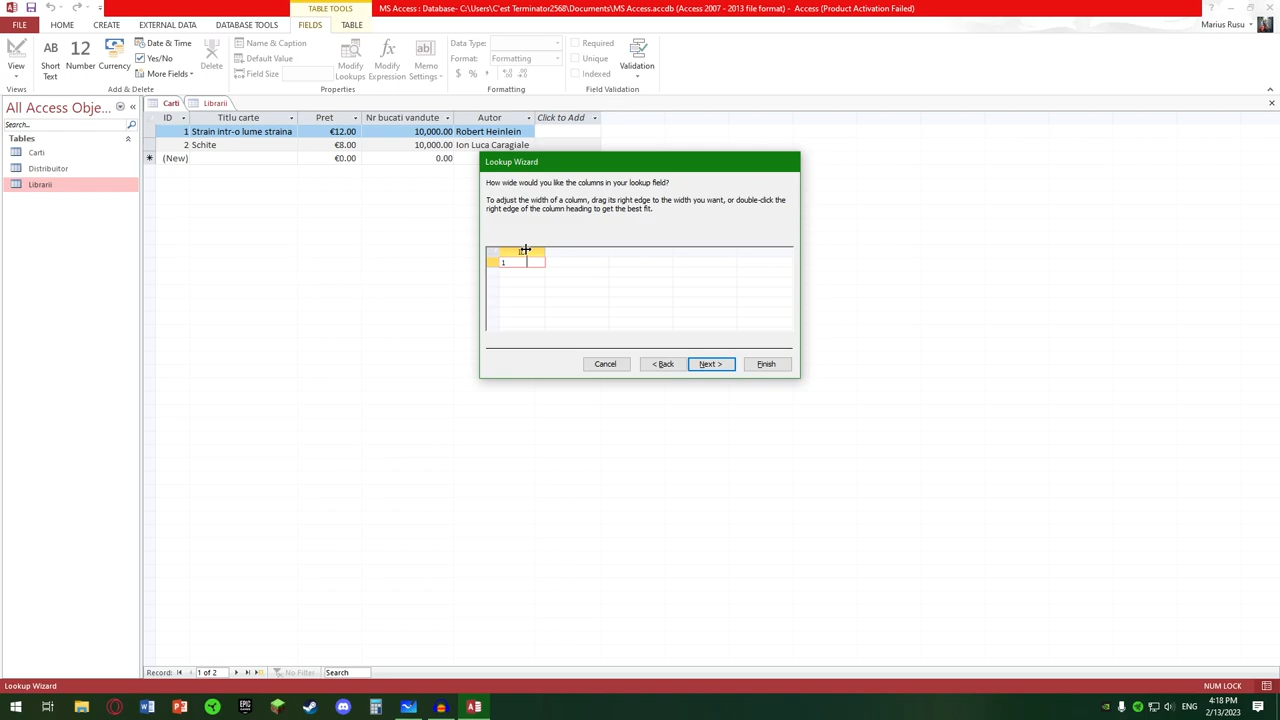 TABLE TOOLS
MS Access : Database- C:\Users\C'est Terminator2568\Documents\MS Access.accdb (Access 2007 - 2013 file format) - Access (Product Activation Failed)
FILE HOME CREATE EXTERNAL DATA DATABASE TOOLS FIELDS TABLE
Marius Rusu
View
AB Short Text
12 Number
Currency
Date & Time
Yes/No
More Fields
Delete
Name & Caption
Default Value
Field Size
Modify Lookups
Modify Expression
Memo Settings
Data Type:
Format: Formatting
$ % ,
Required
Unique
Indexed
Validation
Views Add & Delete Properties Formatting Field Validation
All Access Obje...
Search...
Tables
Carti
Distribuitor
Librarii
Carti Librarii
ID Titlu carte Pret Nr bucati vandute Autor Click to Add
1 Strain intr-o lume straina €12.00 10,000.00 Robert Heinlein
2 Schite €8.00 10,000.00 Ion Luca Caragiale
(New) €0.00 0.00
Lookup Wizard
How wide would you like the columns in your lookup field?
To adjust the width of a column, drag its right edge to the width you want, or double-click the
right edge of the column heading to get the best fit.
1
Cancel < Back Next > Finish
Record: 1 of 2 No Filter Search
Lookup Wizard
NUM LOCK
4:18 PM
2/13/2023